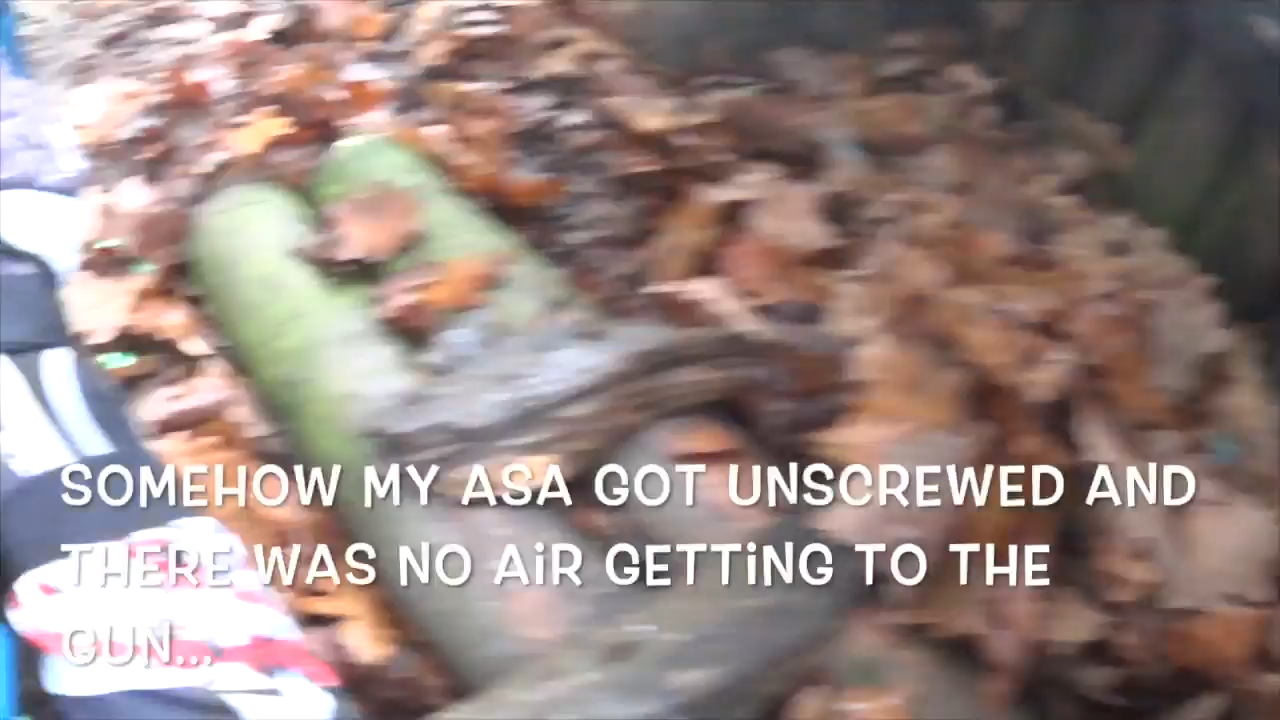 SOMEHOW MY ASA GOT UNSCREWED AND
THERE WAS NO AiR GETTiNG TO THE
GUN...